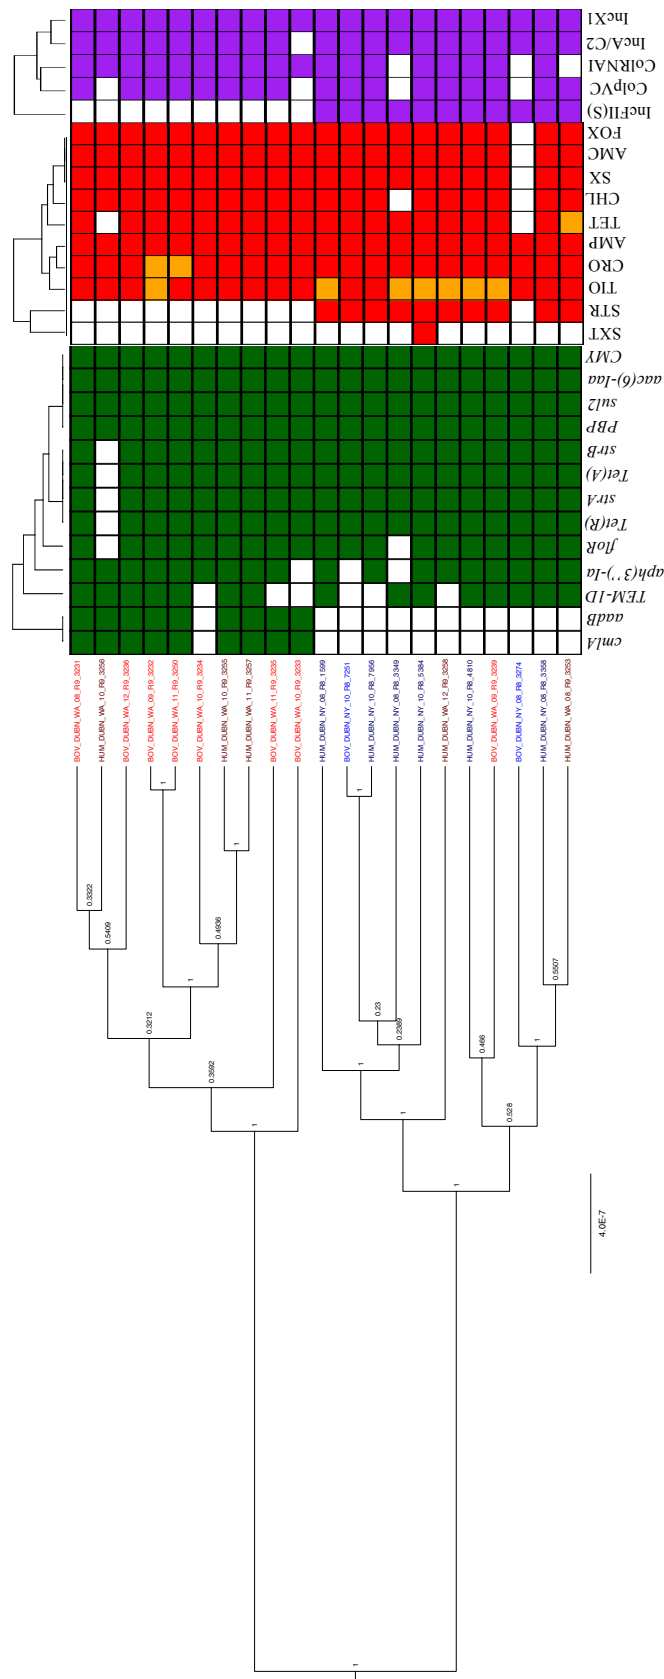 IncX1
IncA/C2
ColRNAI
ColpVC
IncFII(S)
FOX
AMC
SX
CHL
TET
AMP
CRO
TIO
STR
SXT
CMY
aac(6)-Iaa
sul2
PBP
strB
Tet(A)
strA
Tet(R)
floR
aph(3'')-Ia
TEM-1D
aadB
cmlA
BOV_DUBN_WA_08_R9_3231
HUM_DUBN_WA_10_R9_3256
BOV_DUBN_WA_12_R9_3236
BOV_DUBN_WA_09_R9_3232
BOV_DUBN_WA_11_R9_3250
BOV_DUBN_WA_10_R9_3234
HUM_DUBN_WA_10_R9_3255
HUM_DUBN_WA_11_R9_3257
BOV_DUBN_WA_11_R9_3235
BOV_DUBN_WA_10_R9_3233
HUM_DUBN_NY_08_R8_1599
BOV_DUBN_NY_10_R8_7251
HUM_DUBN_NY_10_R8_7956
HUM_DUBN_NY_08_R8_3349
HUM_DUBN_NY_10_R8_5384
HUM_DUBN_WA_12_R9_3258
HUM_DUBN_NY_10_R8_4810
BOV_DUBN_WA_09_R9_3239
BOV_DUBN_NY_08_R8_3274
HUM_DUBN_NY_08_R8_3358
HUM_DUBN_WA_08_R9_3253
1
1
1
0.3322
0.4936
0.5409
0.5507
1
0.23
0.3212
0.2389
1
0.466
1
0.3592
1
0.528
1
1
1
4.0E-7
1